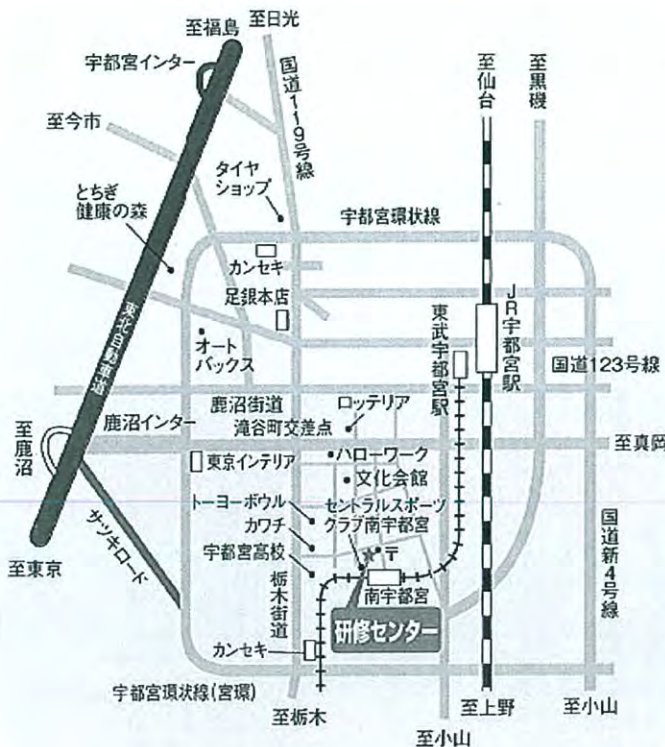 至福島
至日光
宇都宮インター
国道119号線
至仙台
至黒磯
至今市
タイヤ
ショップ
とちぎ
健康の森
宇都宮環状線
カンセキ
足銀本店
東北自動車道
オート
バックス
東武宇都宮駅
JR宇都宮駅
国道123号線
鹿沼街道
ロッテリア
滝谷町交差点
鹿沼インター
至鹿沼
至真岡
東京インテリア
ハローワーク
文化会館
トーヨーボウル
セントラルスポーツ
クラブ南宇都宮
カワチ
〒
宇都宮高校
サツキロード
至東京
国道新4号線
栃木街道
南宇都宮
研修センター
カンセキ
宇都宮環状線(宮環)
至栃木
至小山
至上野
至小山